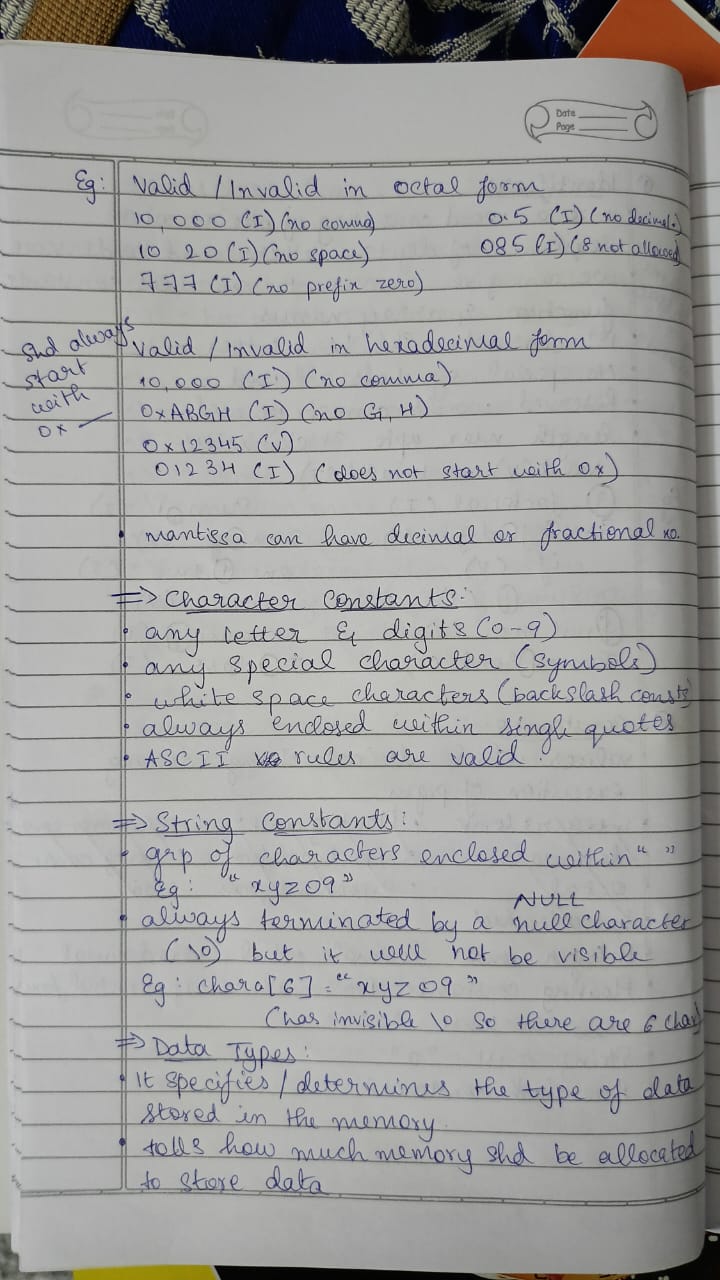 Date
Page
Eg: Valid / Invalid in octal form
10,000 (I) (no comma) 0.5 (I) (no decimal.)
10 20 (I) (no space) 085 (I) (8 not allowed)
777 (I) (no prefix zero)
shd always
start
with
0x
Valid / Invalid in hexadecimal form
10,000 (I) (no comma)
0xABGH (I) (no G, H)
0x12345 (V)
01234 (I) (does not start with 0x)
• mantissa can have decimal or fractional no.
=> Character Constants:
• any letter & digits (0-9)
• any special character (symbols)
• white space characters (backslash consts)
• always enclosed within single quotes
• ASCII rules are valid.
=> String Constants:
• grp of characters enclosed within “ ”
Eg: “xyz09”
NULL
• always terminated by a null character
(\0) but it will not be visible
Eg: char a[6] = “xyz09”
(has invisible \0 so there are 6 char)
=> Data Types:
• It specifies / determines the type of data
stored in the memory.
• tells how much memory shd be allocated
to store data